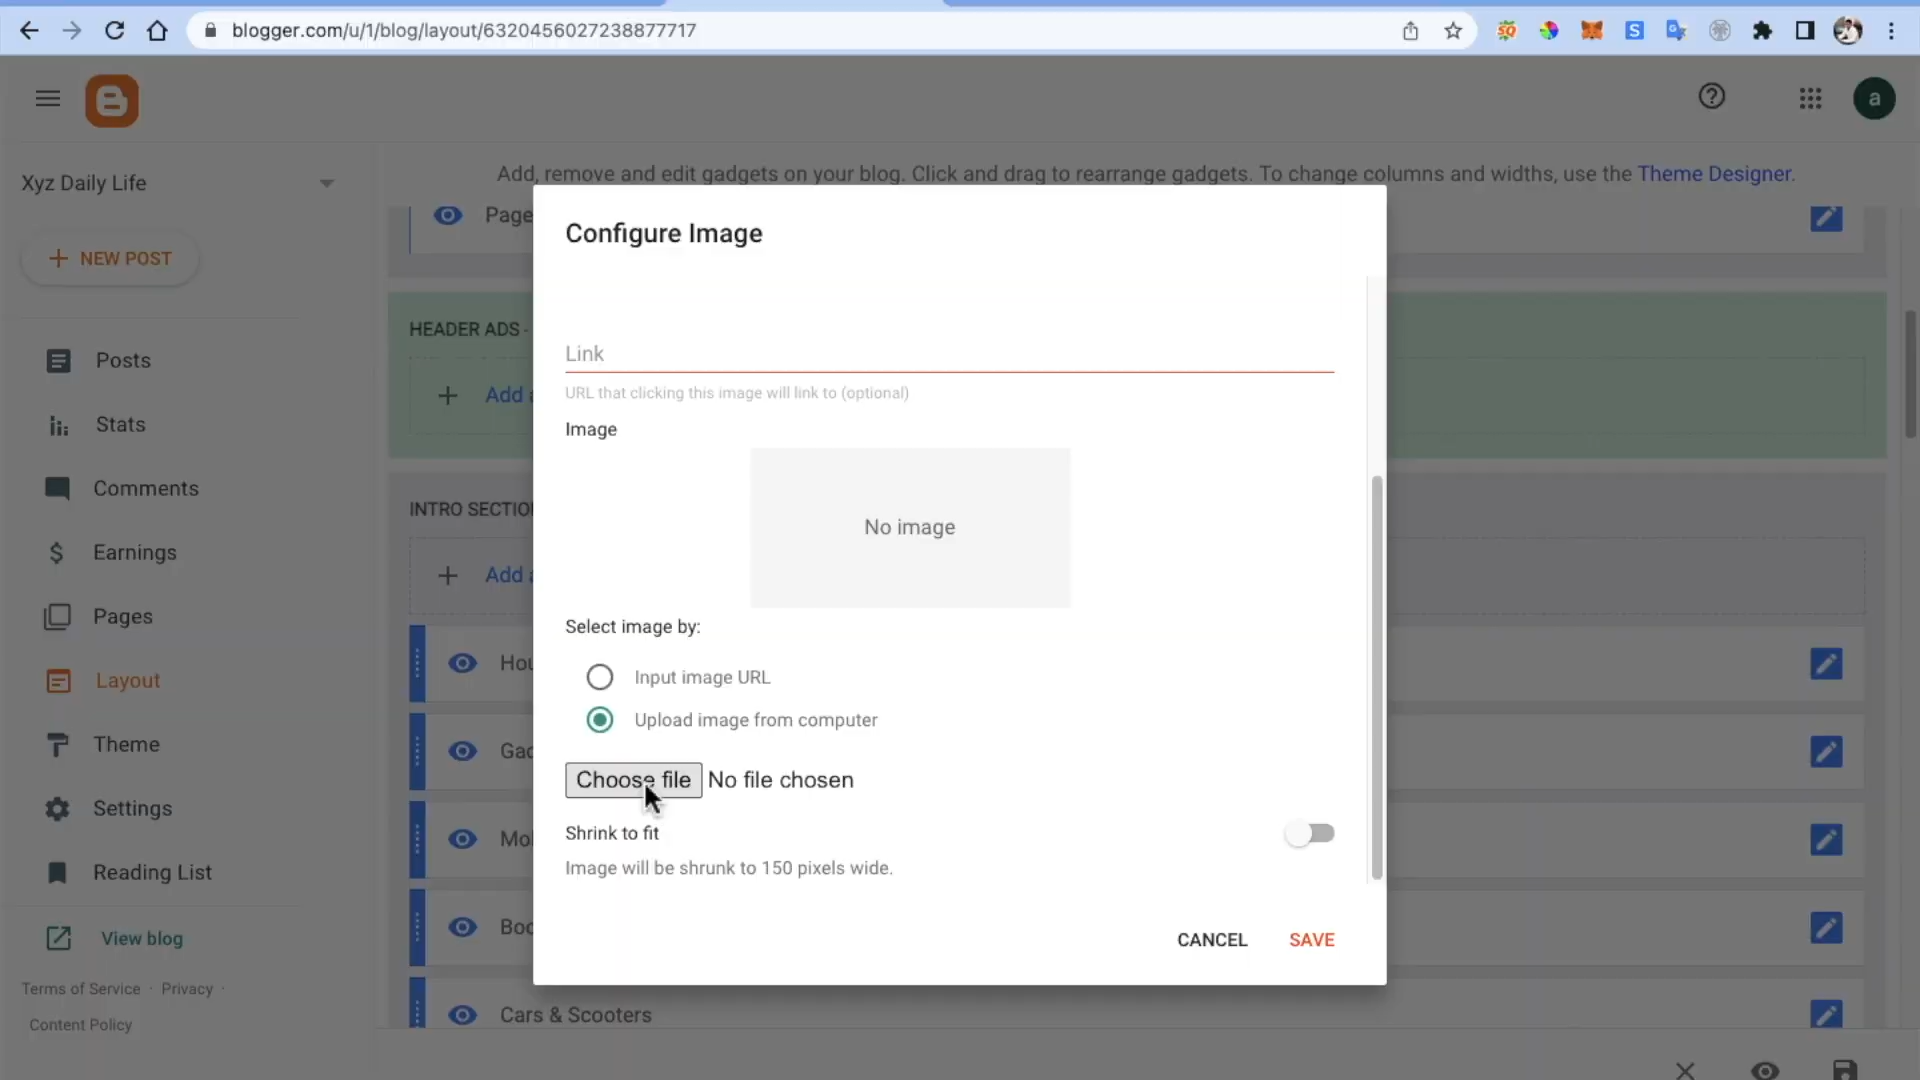 blogger.com/u/1/blog/layout/6320456027238877717
SQ
S
G
a
Xyz Daily Life
Add, remove and edit gadgets on your blog. Click and drag to rearrange gadgets. To change columns and widths, use the Theme Designer.
Page
NEW POST
Configure Image
HEADER ADS -
Link
Posts
Add
URL that clicking this image will link to (optional)
Stats
Image
Comments
INTRO SECTIO
No image
Earnings
Add
Pages
Select image by:
Hou
Input image URL
Layout
Upload image from computer
Theme
Gad
Choose file No file chosen
Settings
Shrink to fit
Image will be shrunk to 150 pixels wide.
Reading List
View blog
CANCEL SAVE
Terms of Service · Privacy ·
Cars & Scooters
Content Policy